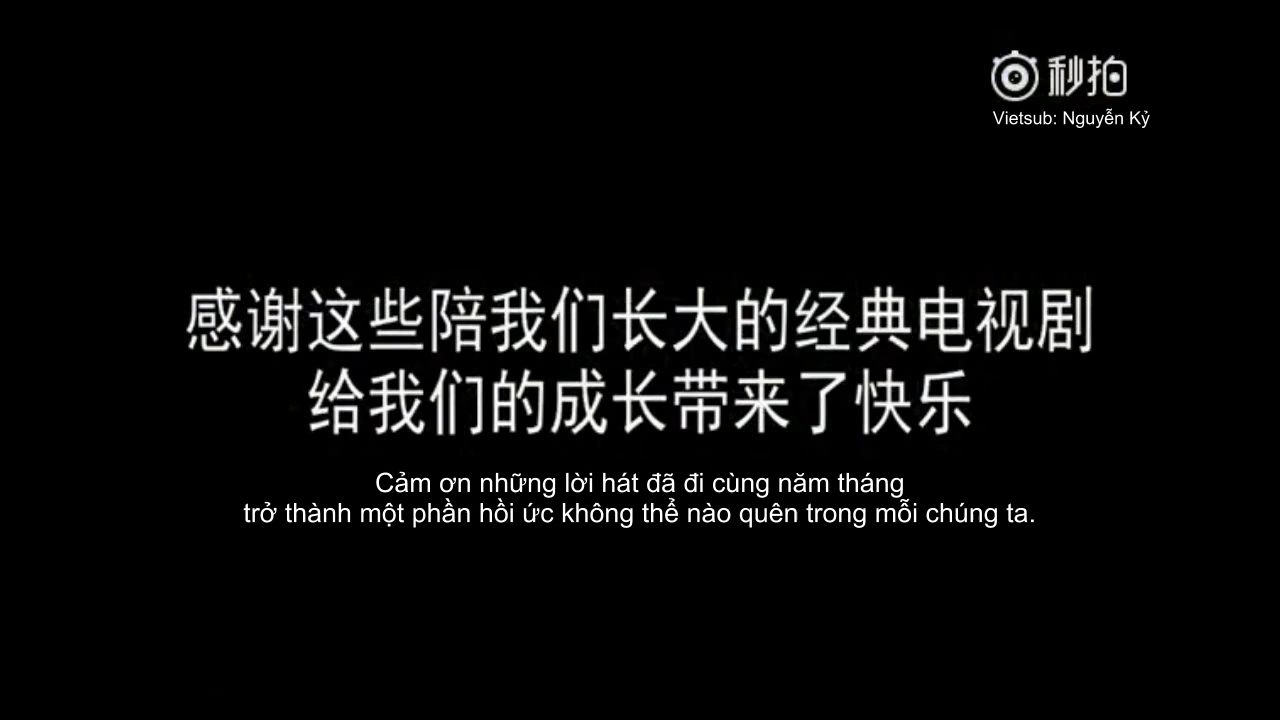 秒拍
Vietsub: Nguyễn Kỷ
感谢这些陪我们长大的经典电视剧
给我们的成长带来了快乐
Cảm ơn những lời hát đã đi cùng năm tháng
trở thành một phần hồi ức không thể nào quên trong mỗi chúng ta.